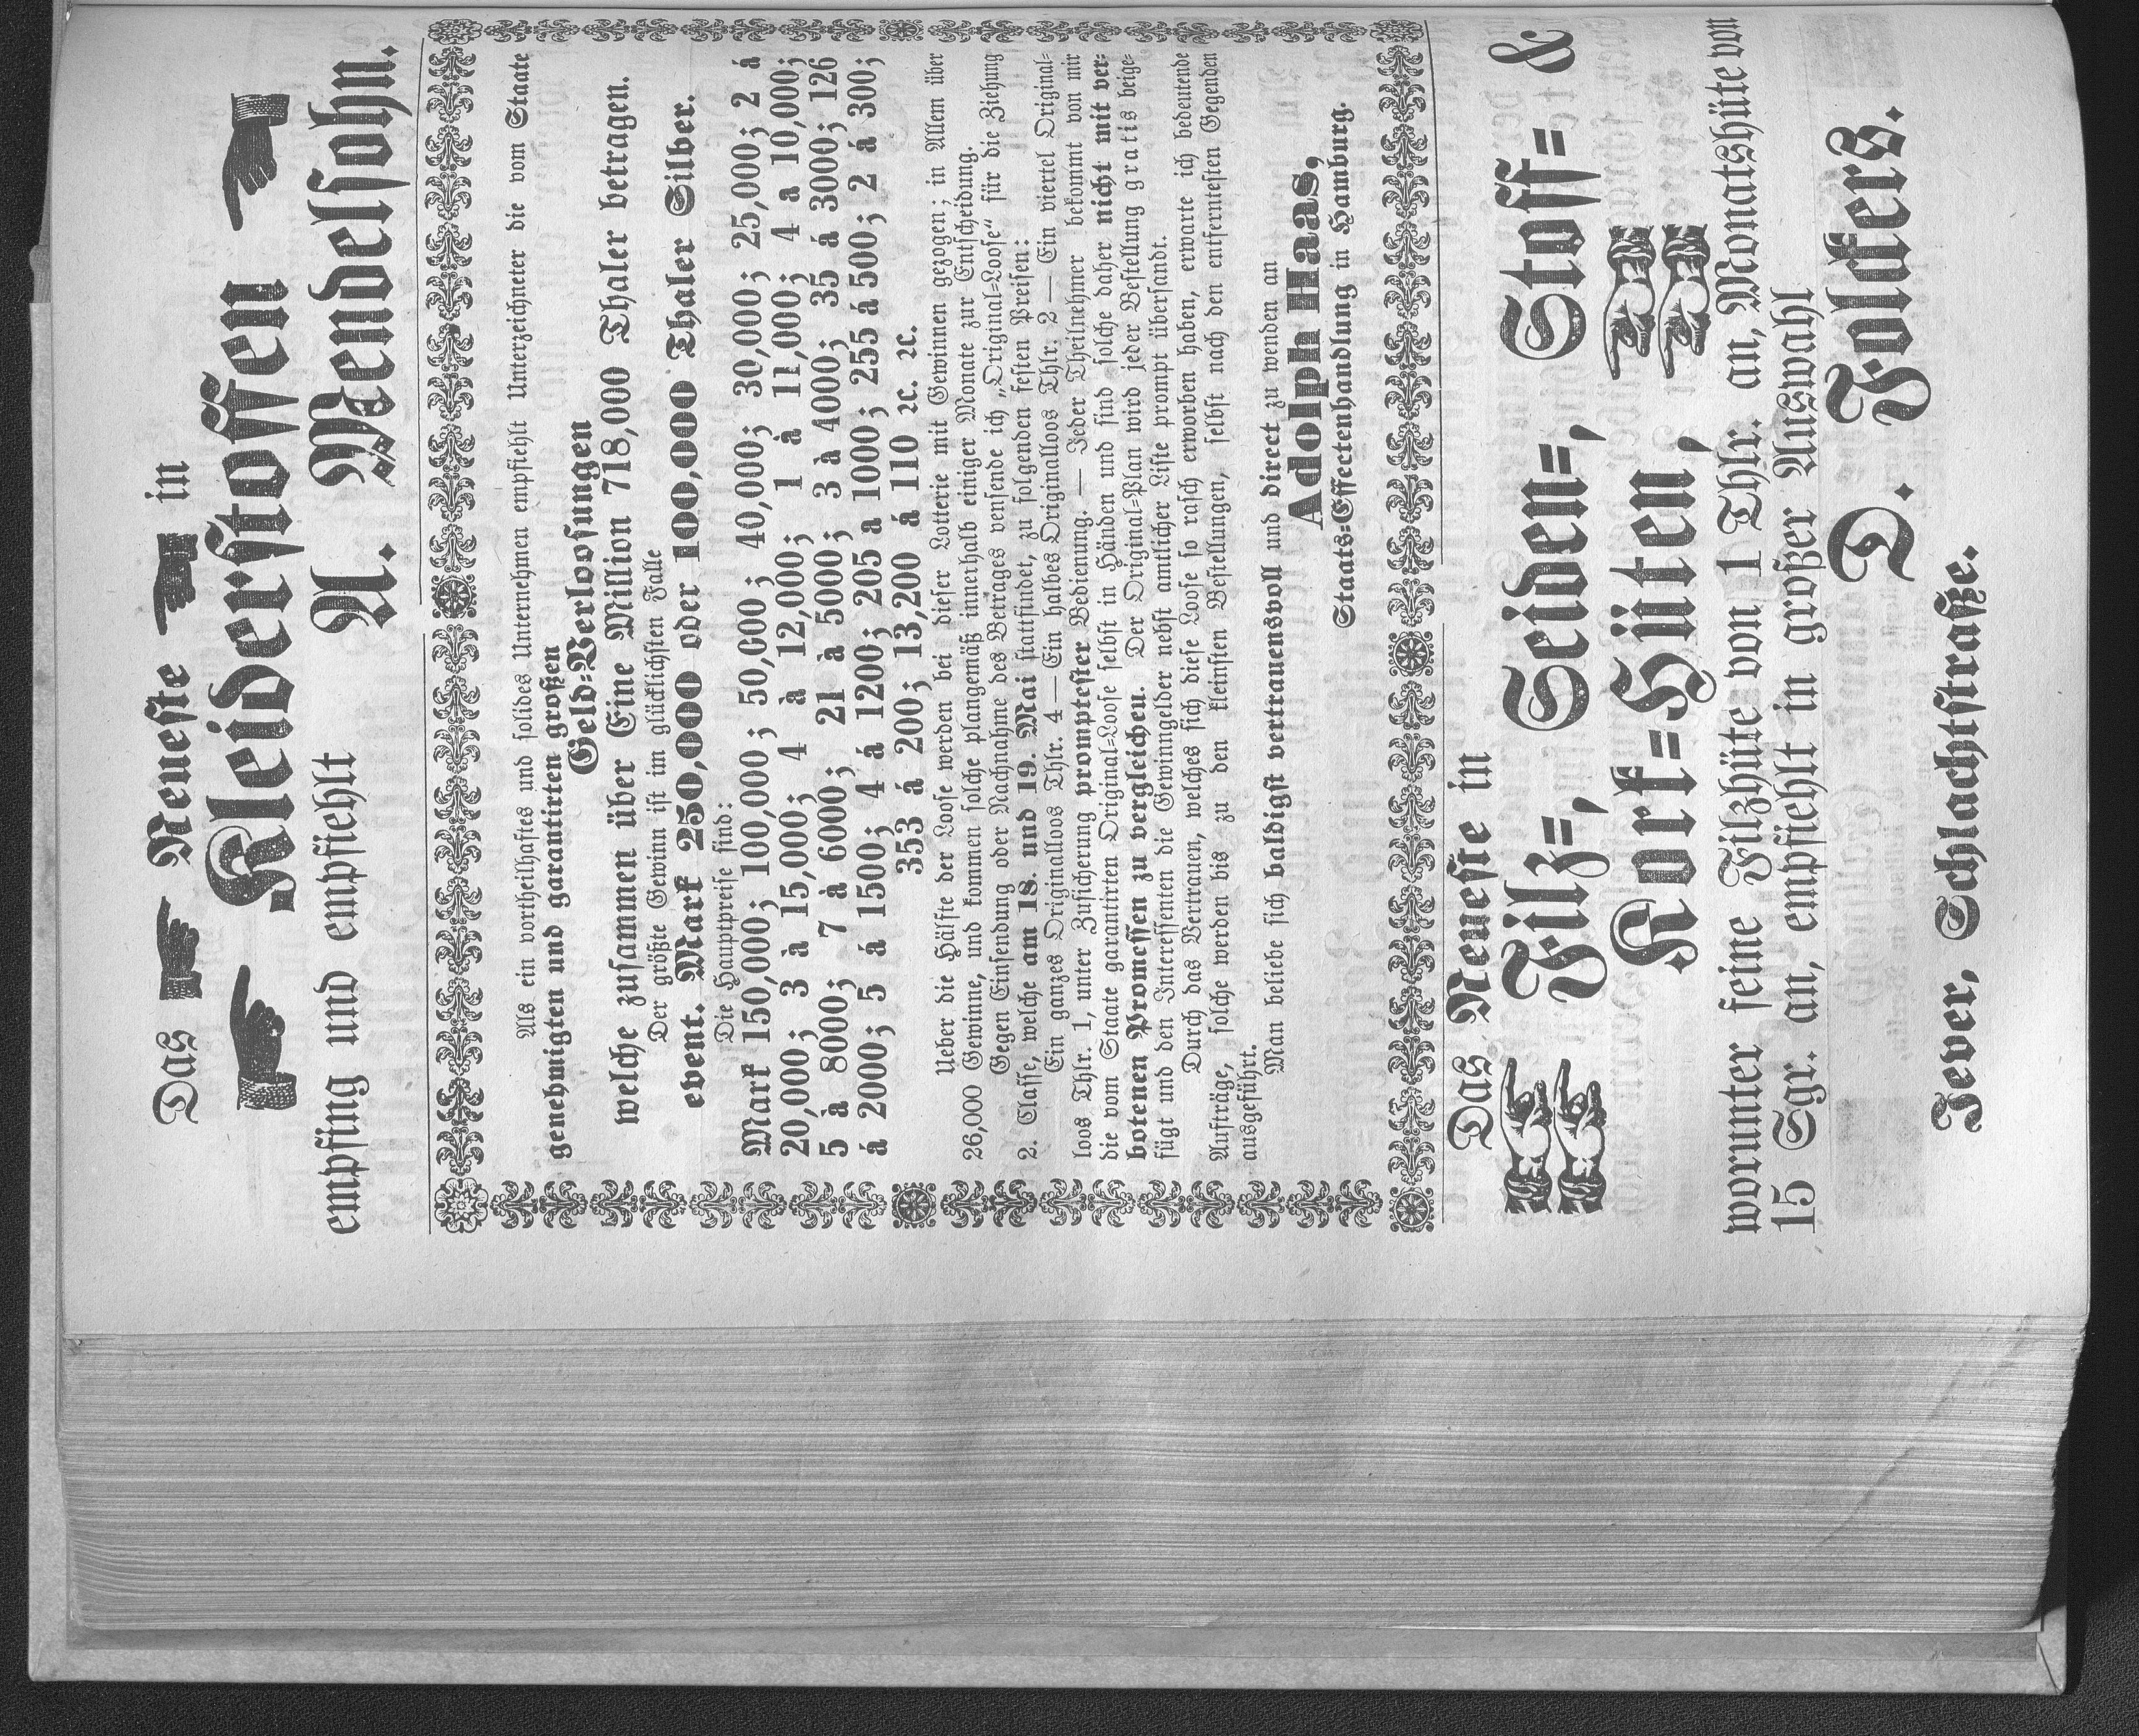 Das Neueste in
Kleiderstoffen
empfing und empfiehlt A. Mendelsohn.
Als ein vortheilhaftes und solides Unternehmen empfiehlt Unterzeichneter die vom Staate
genehmigten und garantirten großen
Geld=Verloosungen
welche zusammen über Eine Million 718,000 Thaler betragen.
Der größte Gewinn ist im glücklichsten Falle
event. Mark 250,000 oder 100,000 Thaler Silber.
Die Hauptpreise sind:
Mark 150,000; 100,000; 50,000; 40,000; 30,000; 25,000; 2 á
20,000; 3 a 15,000; 4 à 12,000; 1 à 11,000; 4 a 10,000;
5 à 8000; 7 à 6000; 21 à 5000; 3 à 4000; 35 á 3000; 126
á 2000; 5 á 1500; 4 á 1200; 205 a 1000; 255 á 500; 2 á 300;
353 á 200; 13,200 á 110 ꝛc. ꝛc.
Ueber die Hälfte der Loose werden bei dieser Lotterie mit Gewinnen gezogen; in Allem über
26,000 Gewinne, und kommen solche plangemäß innerhalb einiger Monate zur Entscheidung.
Gegen Einsendung oder Nachnahme des Betrages versende ich „Original=Loose“ für die Ziehung
2. Classe, welche am 18. und 19. Mai stattfindet, zu folgenden festen Preisen:
Ein ganzes Originalloos Thlr. 4 — Ein halbes Originalloos Thlr. 2 — Ein viertel Original=
loos Thlr. 1, unter Zusicherung promptester Bedienung. — Jeder Theilnehmer bekommt von mir
die vom Staate garantirten Original=Loose selbst in Händen und sind solche daher nicht mit ver=
botenen Promessen zu vergleichen. Der Original=Plan wird jeder Bestellung gratis beige=
fügt und den Interessenten die Gewinngelder nebst amtlicher Liste prompt übersandt.
Durch das Vertrauen, welches sich diese Loose so rasch erworben haben, erwarte ich bedeutende
Aufträge, solche werden bis zu den kleinsten Bestellungen, selbst nach den entferntesten Gegenden
ausgeführt.
Man beliebe sich baldigst vertrauensvoll und direct zu wenden an
Adolph Haas,
Staats=Effectenhandlung in Hamburg.
Das Neueste in
Filz=, Seiden=, Stoff= &
Kork=Hüten,
worunter feine Filzhüte von 1 Thlr. an, Monatshüte von
15 Sgr. an, empfiehlt in großer Auswahl
D. Folkers.
Jever, Schlachtstraße.